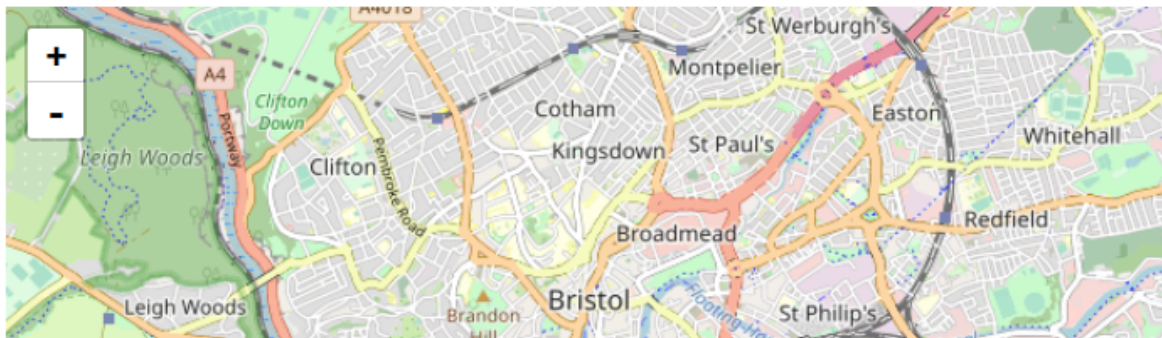 A4018
St Werburgh's
+
A4
Montpelier
Clifton
Down
Cotham
Easton
Portway
Whitehall
Leigh Woods
Kingsdown
St Paul's
Clifton
Pembroke Road
Redfield
Broadmead
Leigh Woods
Bristol
Brandon
Hill
St Philip's
-